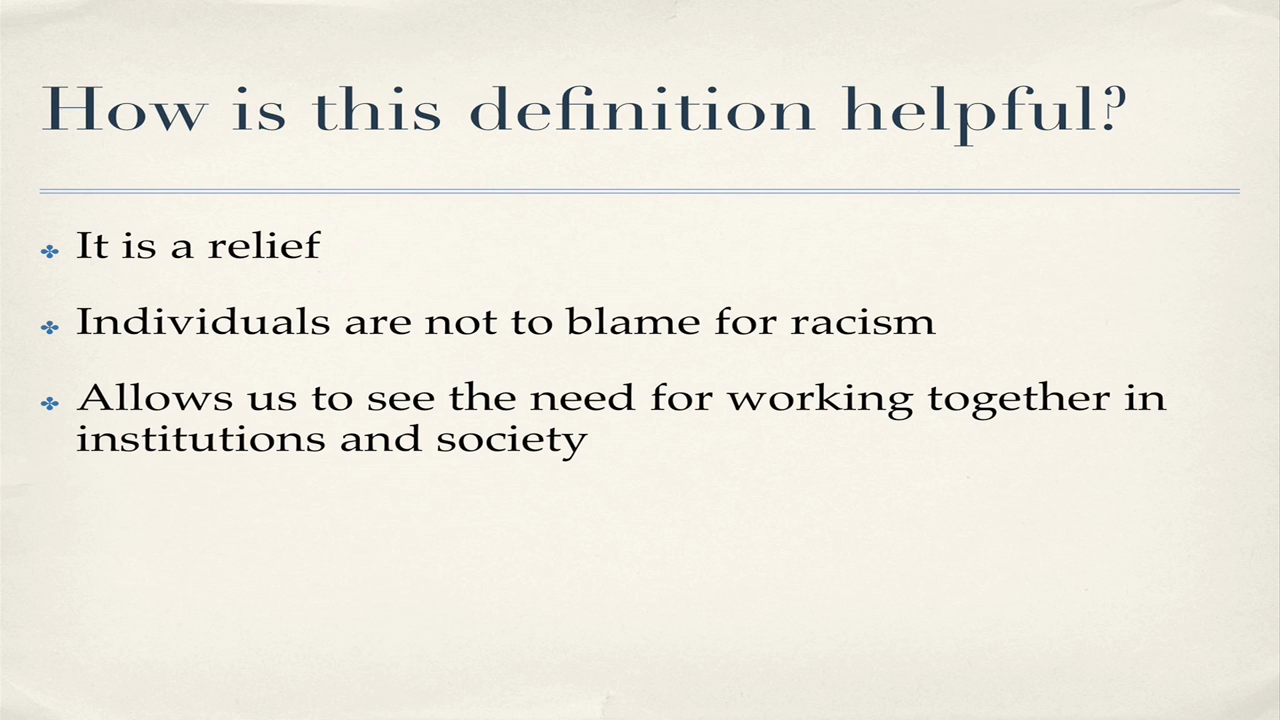 How is this definition helpful?
It is a relief
Individuals are not to blame for racism
Allows us to see the need for working together in
institutions and society